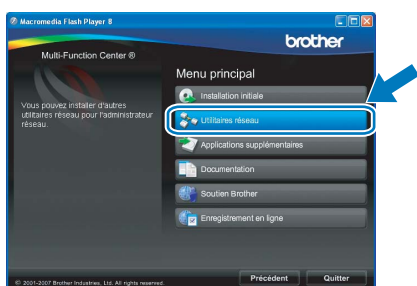 Macromedia Flash Player 8
brother
Multi-Function Center ®
Menu principal
Installation initiale
Vous pouvez installer d'autres
utilitaires réseau pour l'administrateur
réseau.
Utilitaires réseau
Applications supplémentaires
Documentation
Soutien Brother
Enregistrement en ligne
© 2001-2007 Brother Industries, Ltd. All rights reserved.
Précédent
Quitter